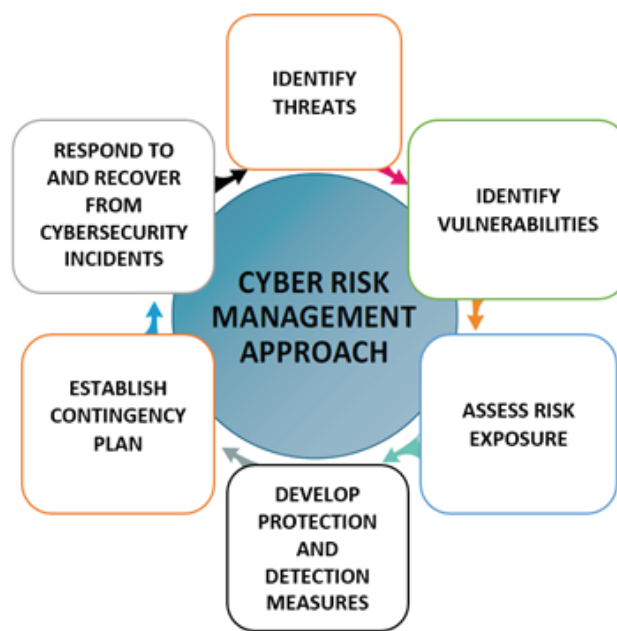 IDENTIFY
THREATS
IDENTIFY
VULNERABILITIES
ASSESS RISK
EXPOSURE
DEVELOP
PROTECTION
AND
DETECTION
MEASURES
ESTABLISH
CONTINGENCY
PLAN
RESPOND TO
AND RECOVER
FROM
CYBERSECURITY
INCIDENTS
CYBER RISK
MANAGEMENT
APPROACH